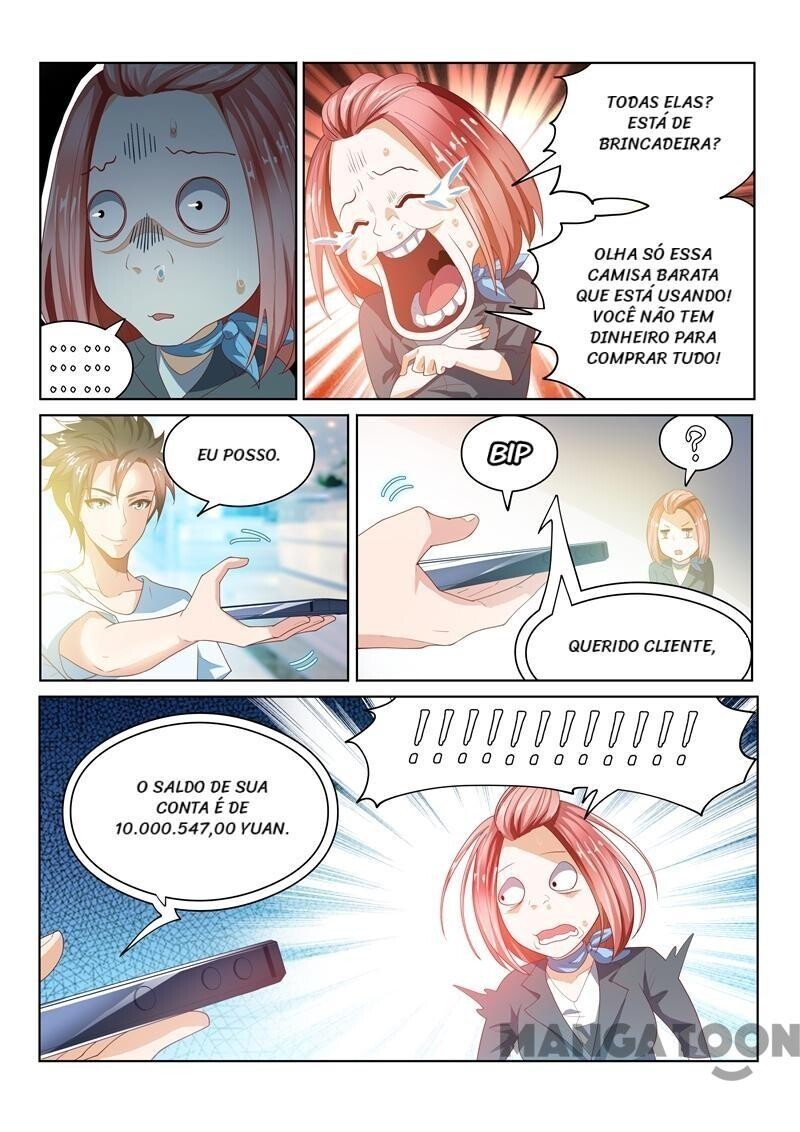 ... ... ...
... ... ...
... ... ...
TODAS ELAS?
ESTÁ DE
BRINCADEIRA?
OLHA SÓ ESSA
CAMISA BARATA
QUE ESTÁ USANDO!
VOCÊ NÃO TEM
DINHEIRO PARA
COMPRAR TUDO!
EU POSSO.
BIP
?
QUERIDO CLIENTE,
!!!!!!!!!!!!!
O SALDO DE SUA
CONTA É DE
10.000.547,00 YUAN.
MANGATOON